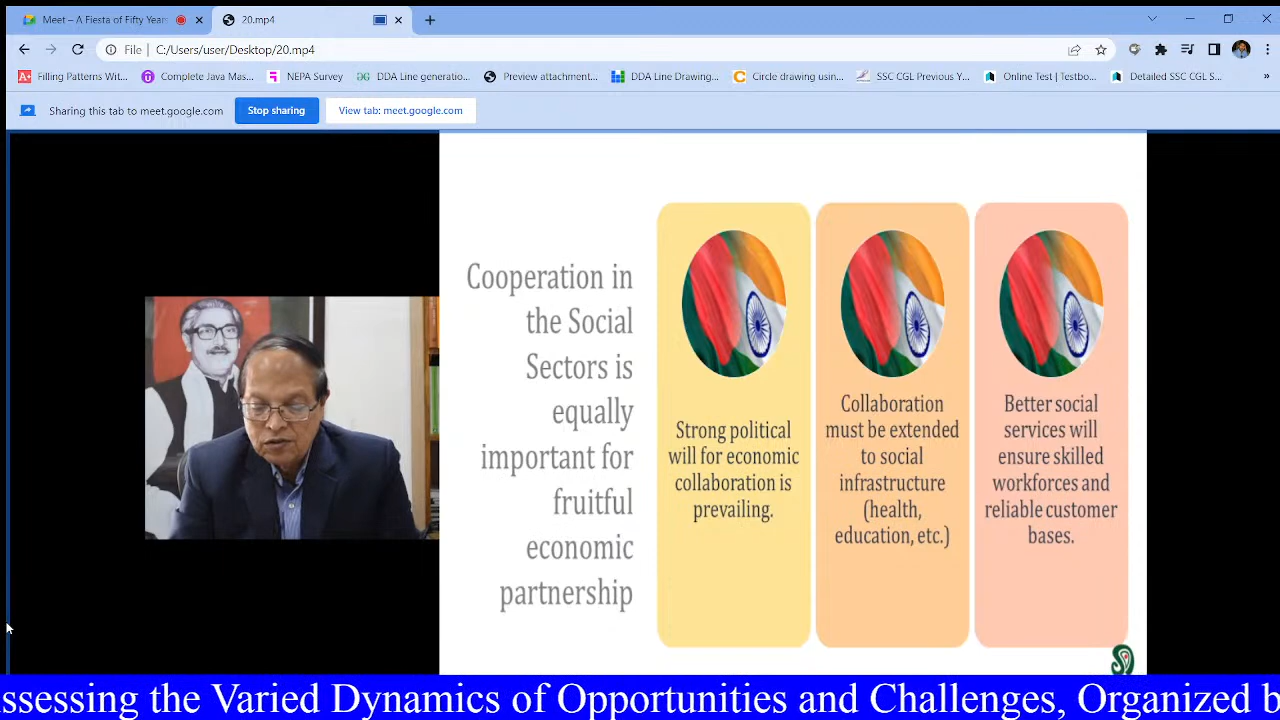 Meet – A Fiesta of Fifty Years
20.mp4
File | C:/Users/user/Desktop/20.mp4
Filling Patterns Wit...
Complete Java Mas...
NEPA Survey
DDA Line generatio...
Preview attachment...
DDA Line Drawing...
Circle drawing usin...
SSC CGL Previous Y...
Online Test Testbo...
Detailed SSC CGL S...
Sharing this tab to meet.google.com
Stop sharing
View tab: meet.google.com
Cooperation in
the Social
Sectors is
equally
important for
fruitful
economic
partnership
Strong political
will for economic
collaboration is
prevailing.
Collaboration
must be extended
to social
infrastructure
(health,
education, etc.)
Better social
services will
ensure skilled
workforces and
reliable customer
bases.
ssessing the Varied Dynamics of Opportunities and Challenges, Organized b